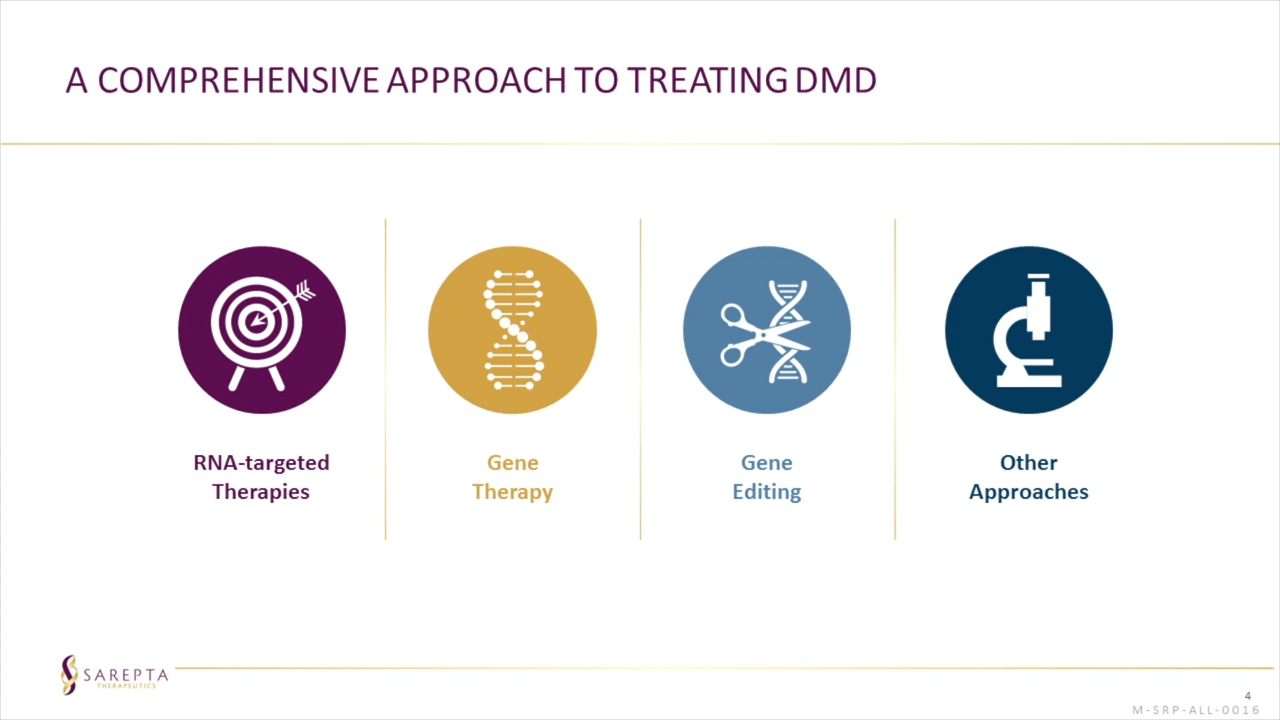 A COMPREHENSIVE APPROACH TO TREATING DMD
RNA-targeted
Therapies
Gene
Therapy
Gene
Editing
Other
Approaches
SAREPTA
THERAPEUTICS
4
M-SRP-ALL-0016